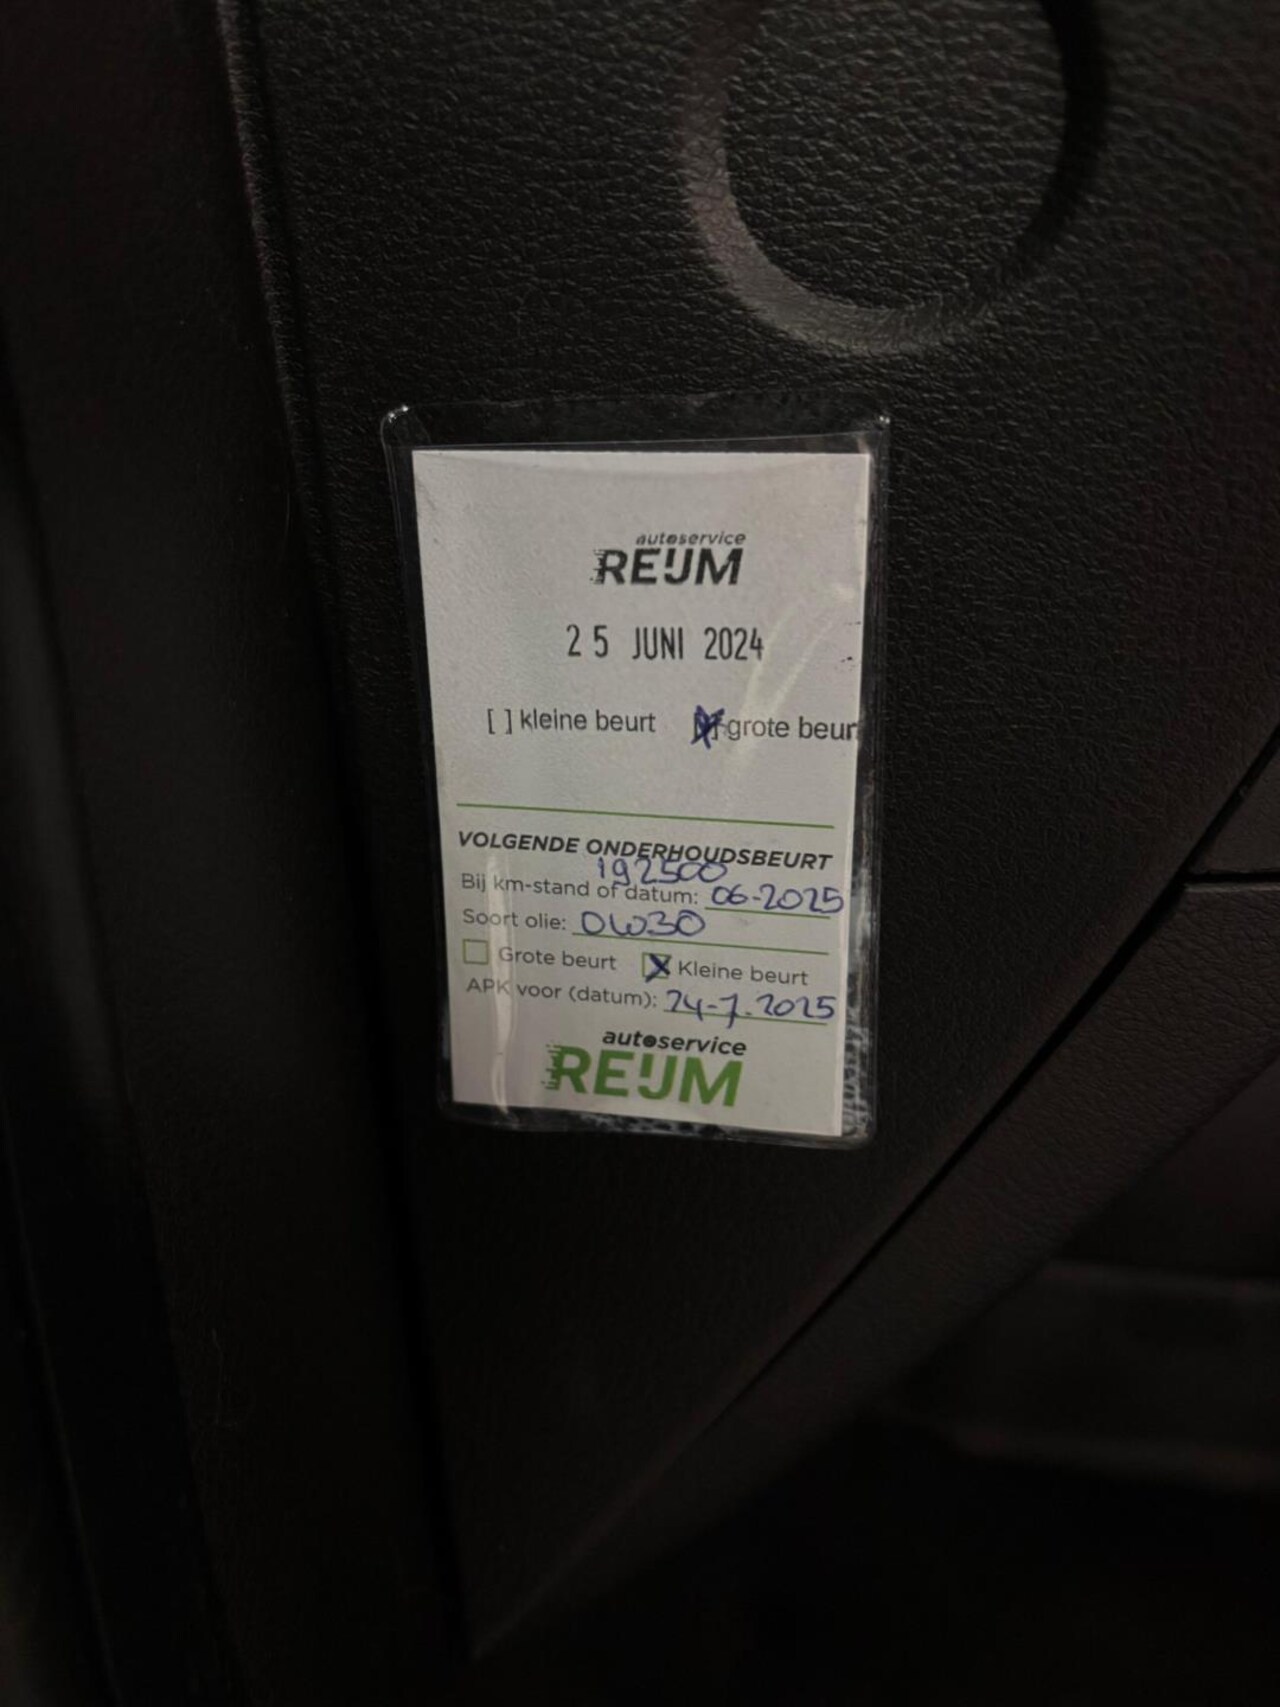 autoservice
REIJM
25 JUNI 2024
[ ] kleine beurt [X] grote beur
VOLGENDE ONDERHOUDSBEURT
192500
Bij km-stand of datum: 06-2025
Soort olie: 0W30
Grote beurt Kleine beurt
APK voor (datum): 24-7-2025
autoservice
REIJM